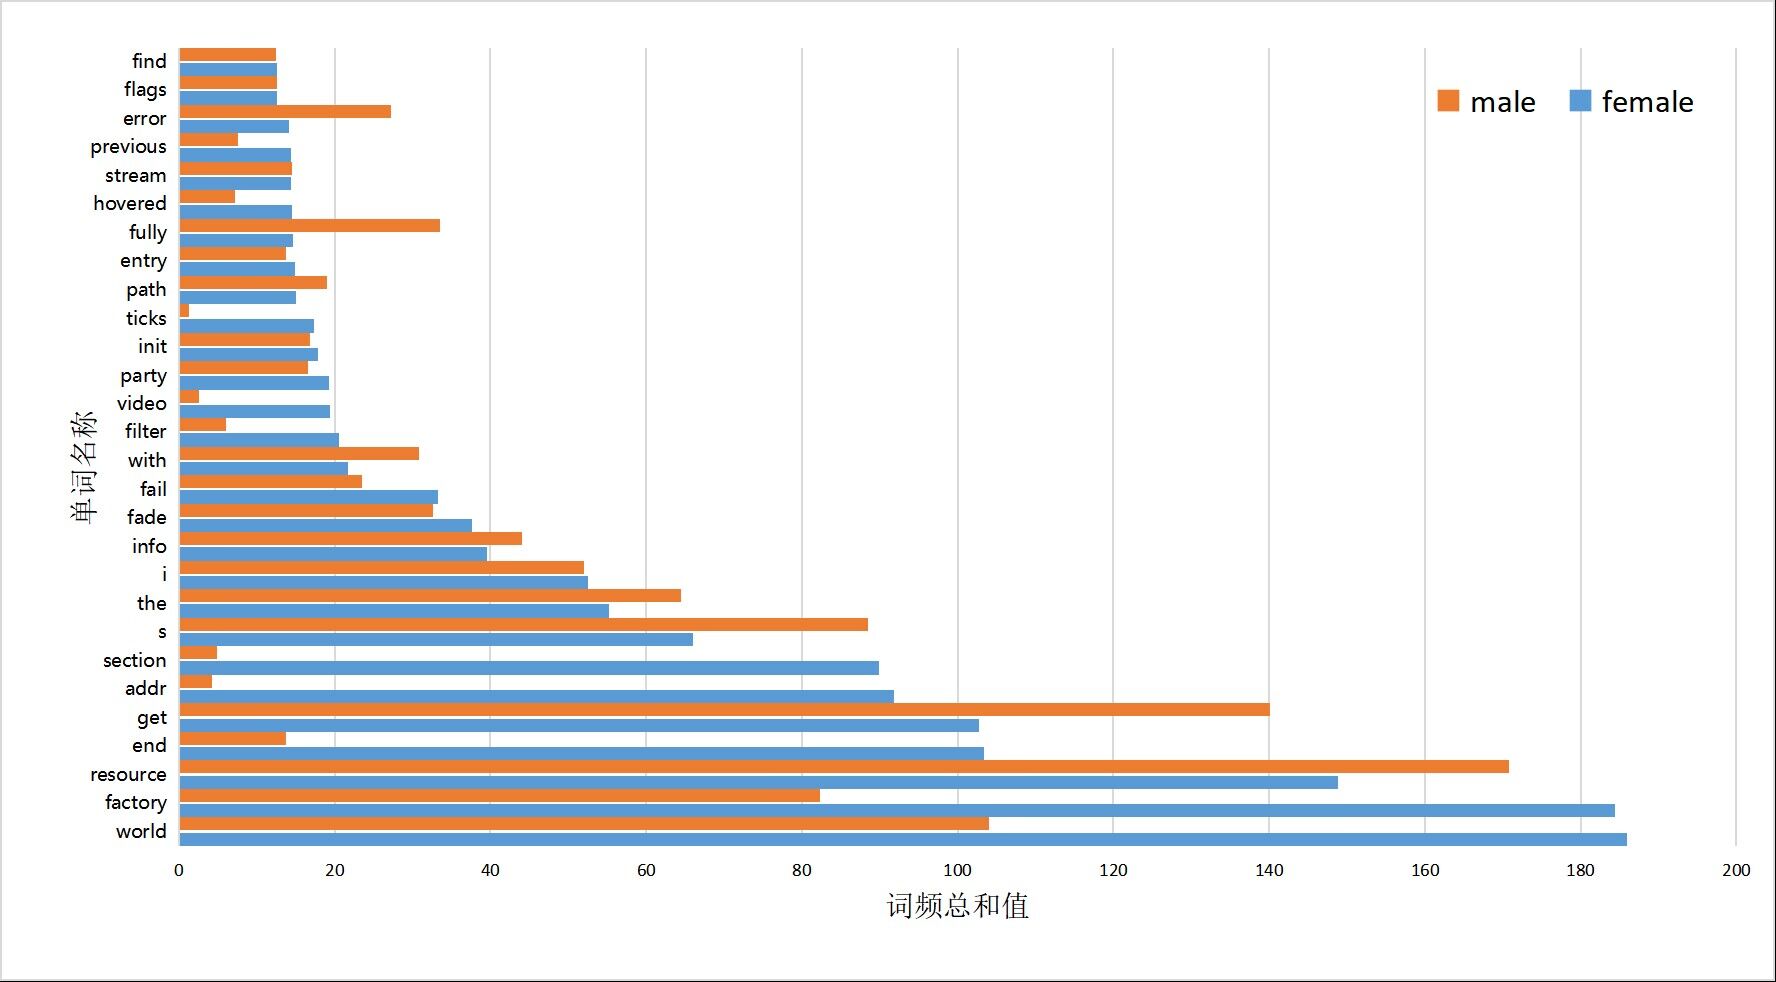 male
female
find
flags
error
previous
stream
hovered
fully
entry
path
ticks
init
party
video
filter
with
fail
fade
info
i
the
s
section
addr
get
end
resource
factory
world
单词名称
0 20 40 60 80 100 120 140 160 180 200
词频总和值